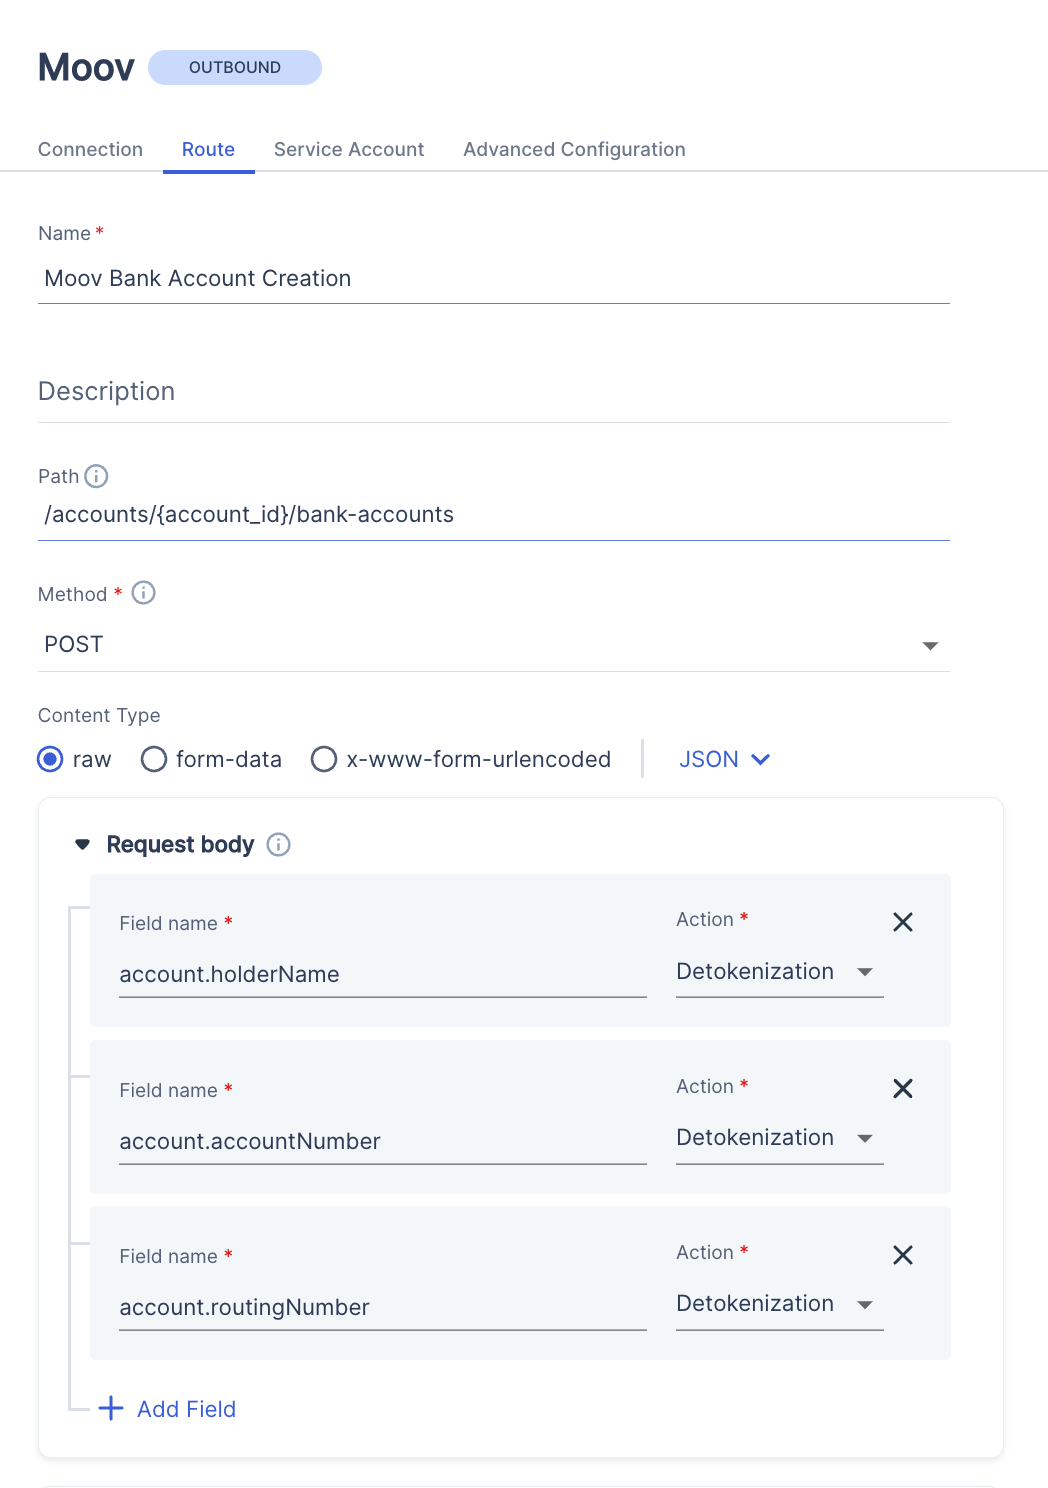 Moov OUTBOUND
Connection Route Service Account Advanced Configuration
Name *
Moov Bank Account Creation
Description
Path
/accounts/{account_id}/bank-accounts
Method *
POST
Content Type
raw form-data x-www-form-urlencoded JSON
Request body
Field name * Action *
account.holderName Detokenization
Field name * Action *
account.accountNumber Detokenization
Field name * Action *
account.routingNumber Detokenization
Add Field